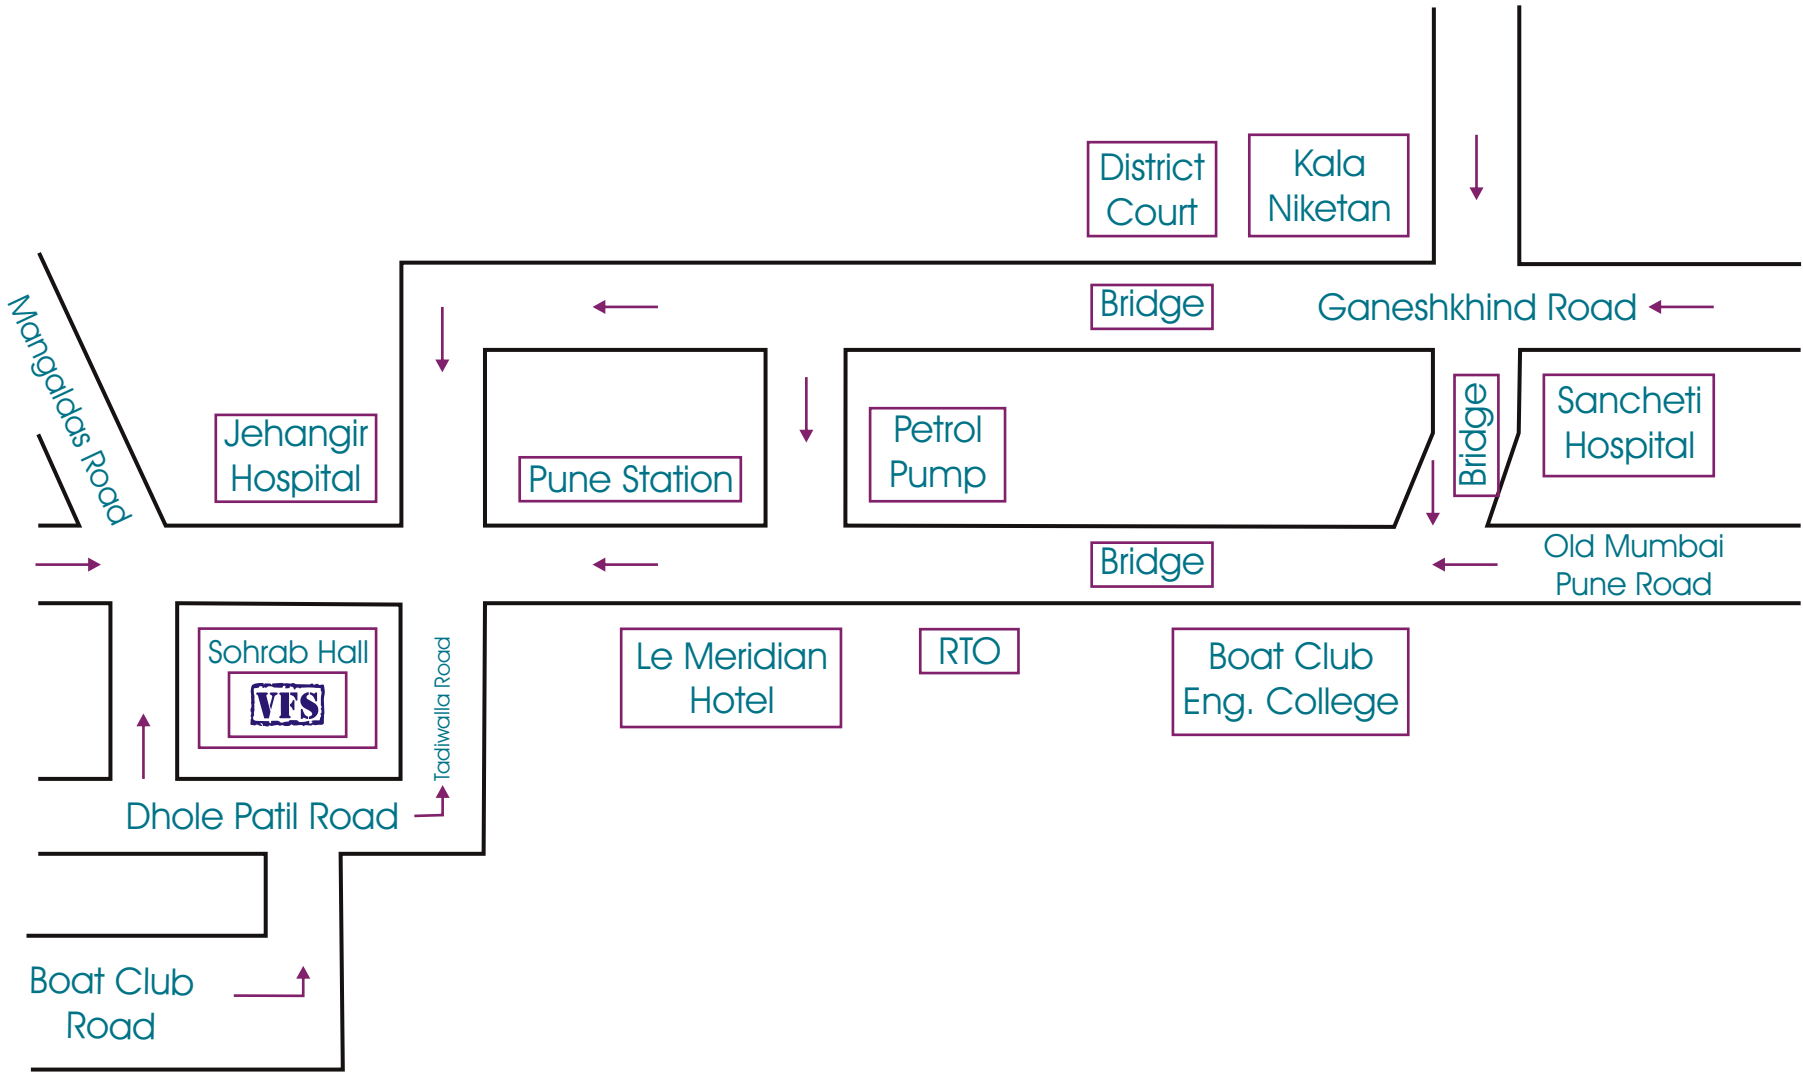 District
Court
Kala
Niketan
Bridge
Ganeshkhind Road
Mangaldas Road
Jehangir
Hospital
Pune Station
Petrol
Pump
Bridge
Sancheti
Hospital
Bridge
Old Mumbai
Pune Road
Sohrab Hall
VFS
Tadiwalla Road
Le Meridian
Hotel
RTO
Boat Club
Eng. College
Dhole Patil Road
Boat Club
Road